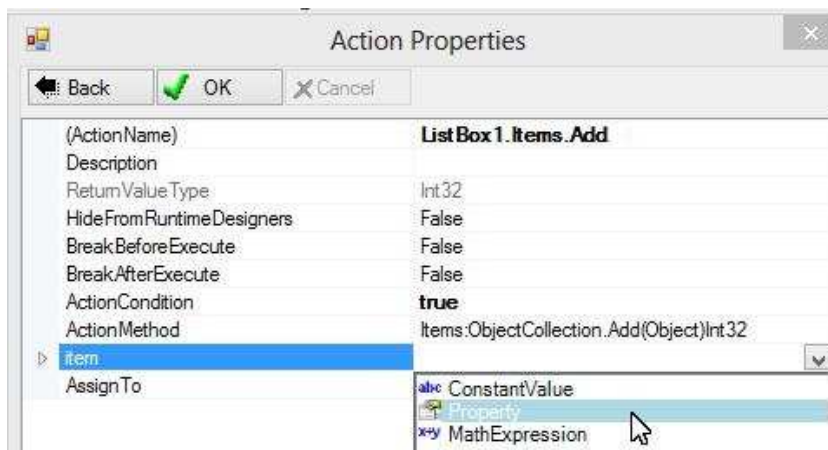 Action Properties
Back OK Cancel
(ActionName) ListBox1.Items.Add
Description
ReturnValueType Int32
HideFromRuntimeDesigners False
BreakBeforeExecute False
BreakAfterExecute False
ActionCondition true
ActionMethod Items:ObjectCollection.Add(Object)Int32
item
AssignTo
abc ConstantValue
Property
x+y MathExpression